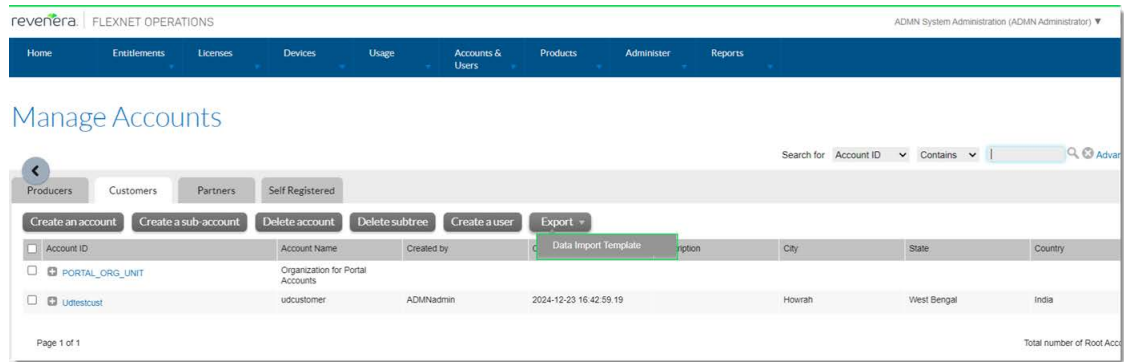 revenera. FLEXNET OPERATIONS
ADMN System Administration (ADMN Administrator) ▼
Home Entitlements Licenses Devices Usage Accounts & Users Products Administer Reports
Manage Accounts
Search for Account ID Contains
Producers Customers Partners Self Registered
Create an account Create a sub-account Delete account Delete subtree Create a user Export
Data Import Template
Account ID Account Name Created by City State Country
PORTAL_ORG_UNIT Organization for Portal Accounts
Udtestcust udcustomer ADMNadmin 2024-12-23 16.42.59.19 Howrah West Bengal India
Page 1 of 1 Total number of Root